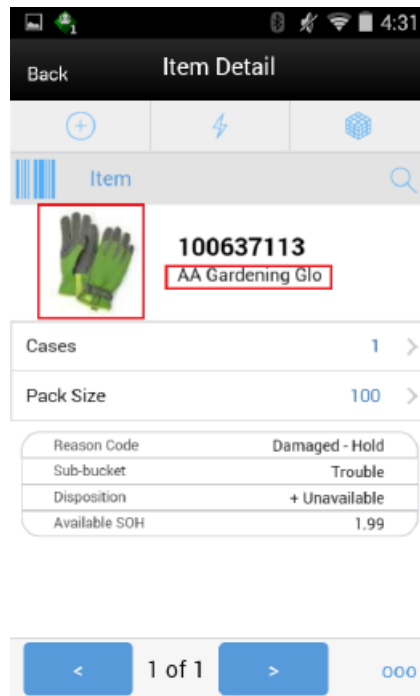 1 4:31
Back Item Detail
Item
100637113
AA Gardening Glo
Cases 1 >
Pack Size 100 >
Reason Code Damaged - Hold
Sub-bucket Trouble
Disposition + Unavailable
Available SOH 1.99
< 1 of 1 > ooo